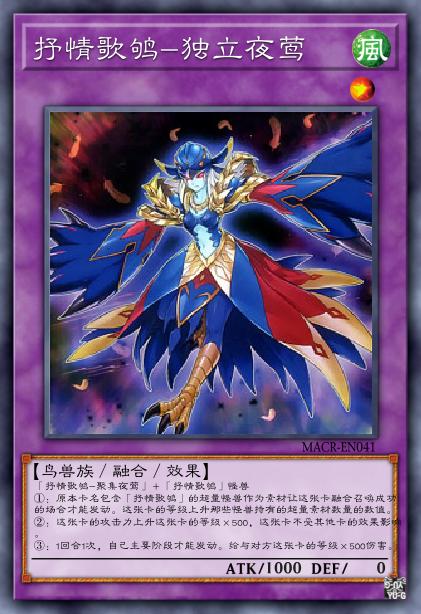 抒情歌鸲-独立夜莺
風
MACR-EN041
【鸟兽族／融合／效果】
「抒情歌鸲-聚集夜莺」+「抒情歌鸲」怪兽
①：原本卡名包含「抒情歌鸲」的超量怪兽作为素材让这张卡融合召唤成功
的场合才能发动。这张卡的等级上升那些怪兽持有的超量素材数量的数值。
②：这张卡的攻击力上升这张卡的等级×500，这张卡不受其他卡的效果影响
。
③：1回合1次，自己主要阶段才能发动。给与对方这张卡的等级×500伤害。
ATK/1000 DEF/ 0